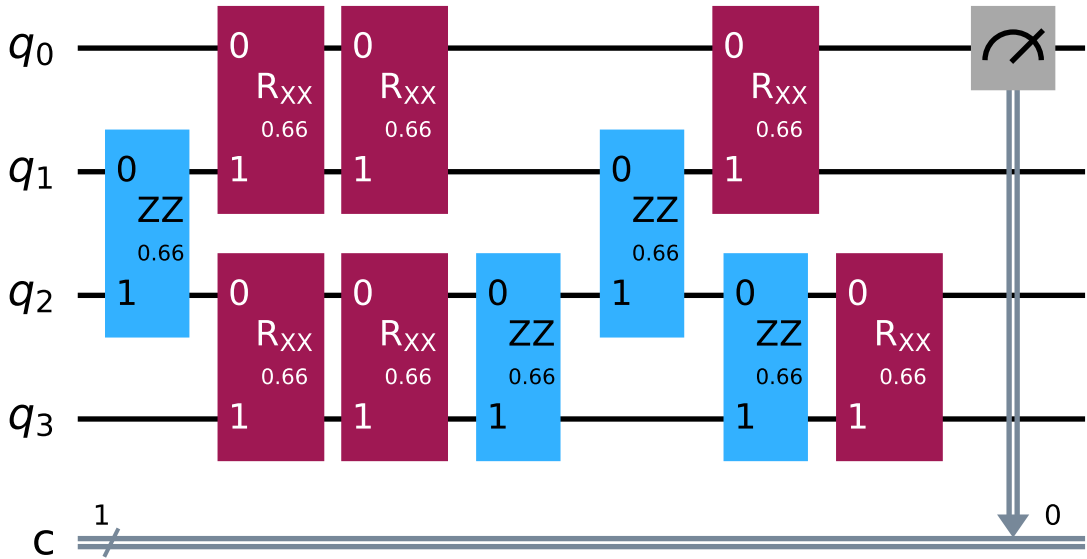 q0
0 0 0
RXX RXX RXX
0.66 0.66 0.66
q1
0 1 1 0 1
ZZ ZZ
0.66 0.66
q2
1 0 0 0 1 0 0
RXX RXX ZZ ZZ RXX
0.66 0.66 0.66 0.66 0.66
q3
1 1 1 1 1
1 0
c